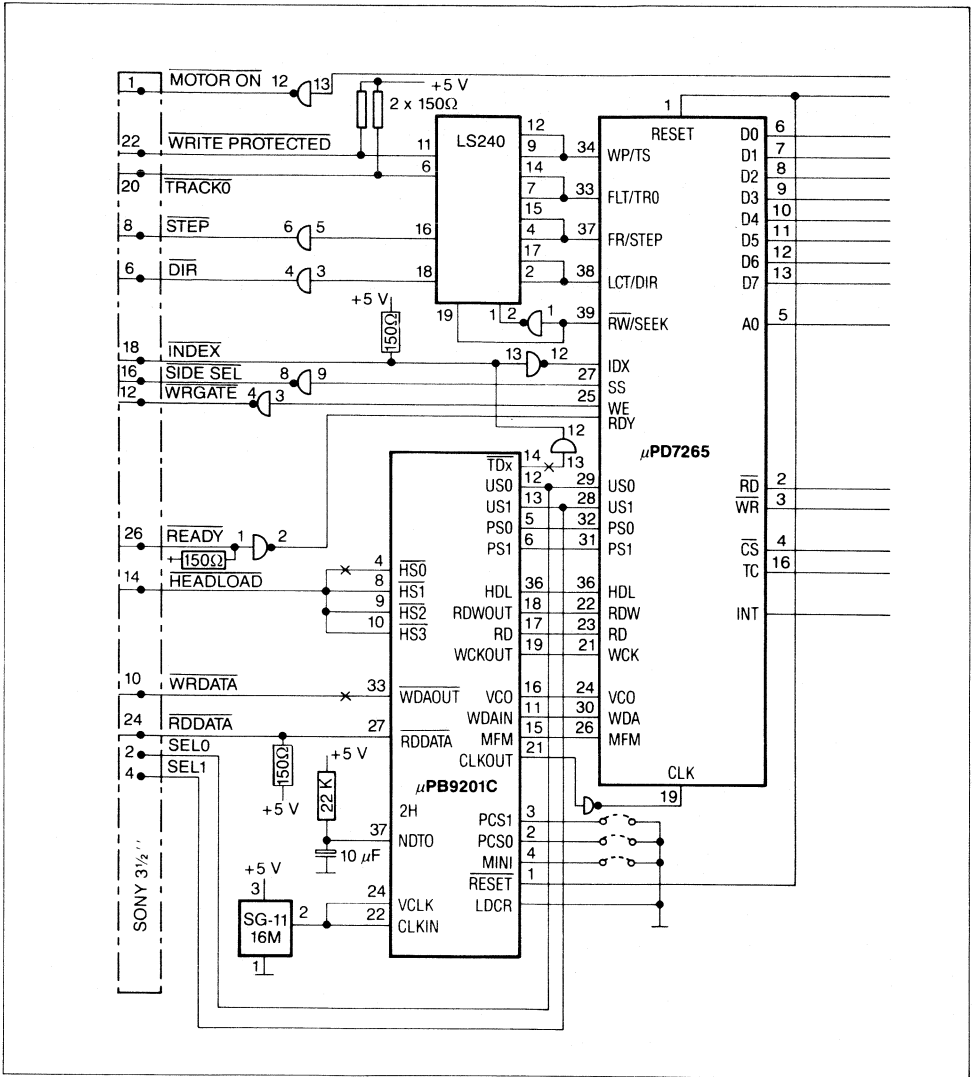 1 MOTOR ON 12 13
+5 V
2 x 150Ω
22 WRITE PROTECTED 11
6
20 TRACK0
8 STEP 6 5 16
6 DIR 4 3 18
LS240
12
9
14
7
15
4
17
2
19 1 2 1
+5 V
150Ω
18 INDEX 13 12
16 SIDE SEL 8 9
12 WRGATE 4 3
12
13
1
RESET
34 WP/TS
33 FLT/TR0
37 FR/STEP
38 LCT/DIR
39 RW/SEEK
IDX
27 SS
25 WE
RDY
μPD7265
29 US0
28 US1
32 PS0
31 PS1
36 HDL
22 RDW
23 RD
21 WCK
24 VCO
30 WDA
26 MFM
CLK
19
D0 6
D1 7
D2 8
D3 9
D4 10
D5 11
D6 12
D7 13
A0 5
RD 2
WR 3
CS 4
TC 16
INT
26 READY 1 2
+ 150Ω
14 HEADLOAD
10 WRDATA
24 RDDATA
2 SEL0
4 SEL1
150Ω
+5 V
+5 V
22 K
10 μF
4 HS0
8 HS1
9 HS2
10 HS3
33 WDAOUT
27 RDDATA
μPB9201C
2H
37 NDTO
24 VCLK
22 CLKIN
TDx 14
US0 12
US1 13
PS0 5
PS1 6
HDL 36
RDWOUT 18
RD 17
WCKOUT 19
VCO 16
WDAIN 11
MFM 15
CLKOUT 21
PCS1 3
PCS0 2
MINI 4
RESET 1
LDCR
+5 V
3
SG-11
16M
2
1
SONY 3½''